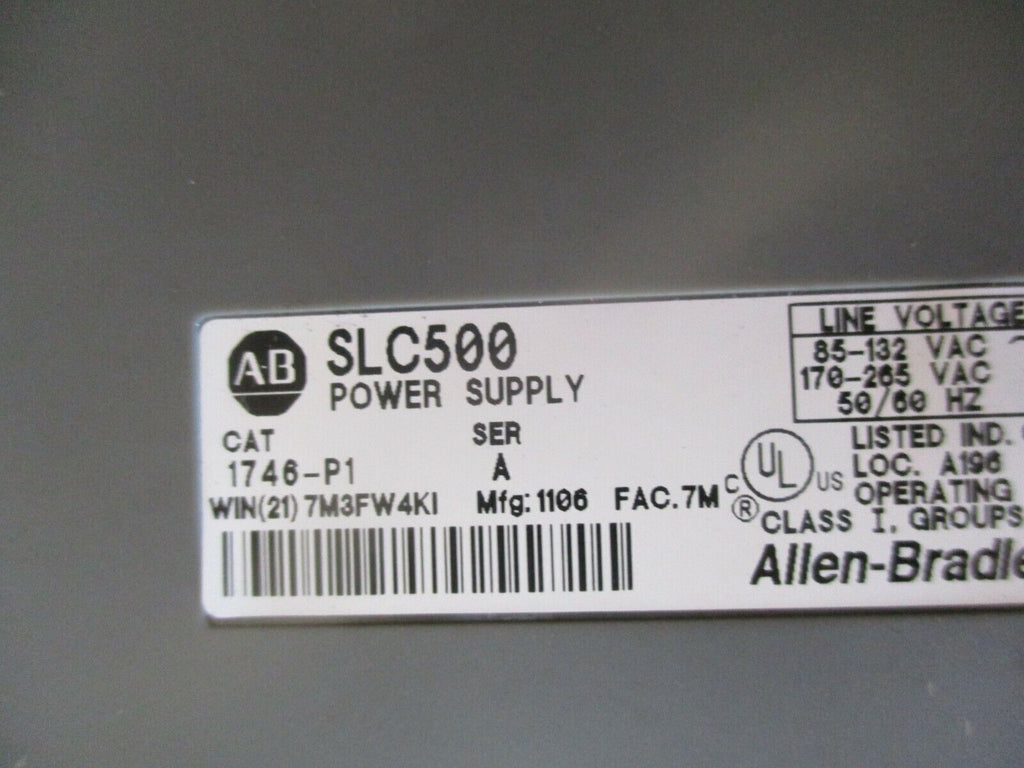 A-B
SLC500
POWER SUPPLY
CAT
1746-P1
SER
A
WIN(21) 7M3FW4KI Mfg: 1106 FAC. 7M
LINE VOLTAGE
85-132 VAC
170-265 VAC
50/60 HZ
C UL US
®
LISTED IND.
LOC. A196
OPERATING
CLASS I, GROUPS
Allen-Bradle